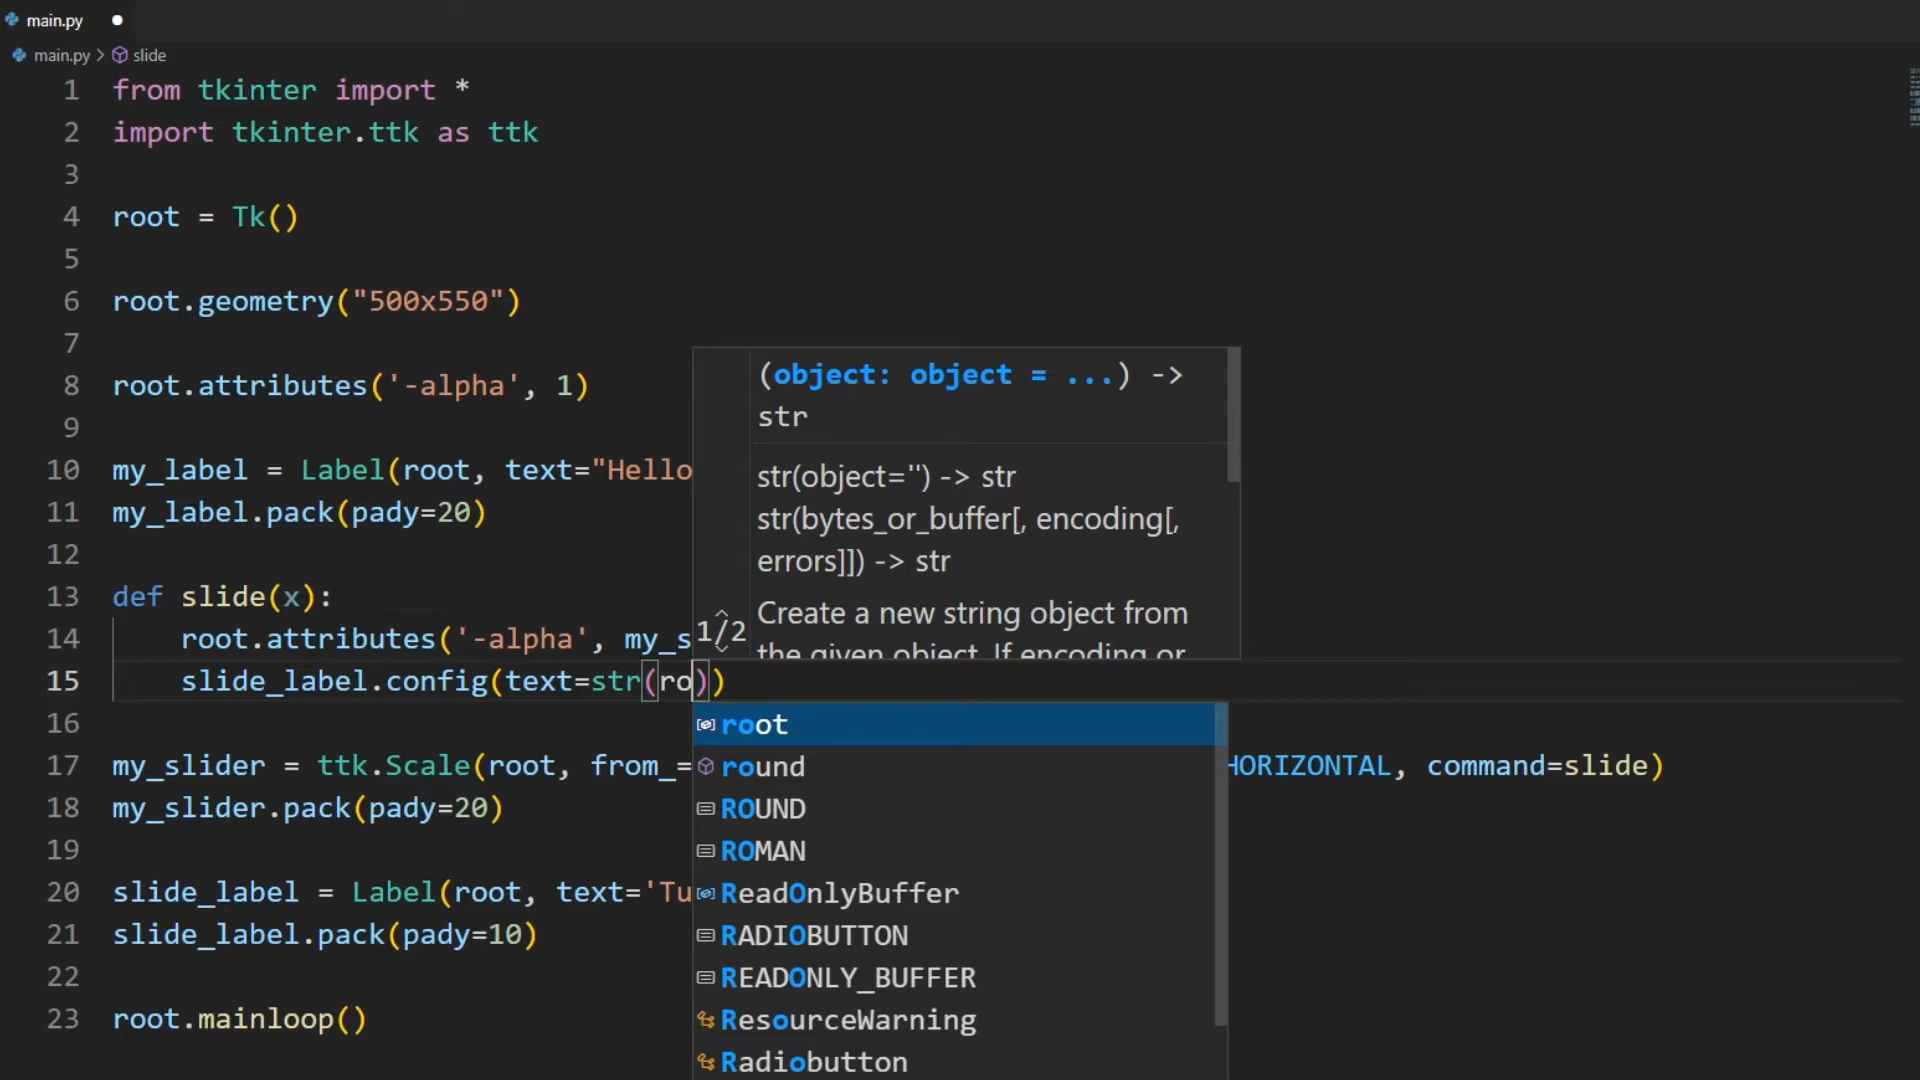 main.py
main.py > slide
1 from tkinter import *
2 import tkinter.ttk as ttk
3
4 root = Tk()
5
6 root.geometry("500x550")
7
8 root.attributes('-alpha', 1)
9
10 my_label = Label(root, text="Hello
11 my_label.pack(pady=20)
12
13 def slide(x):
14 root.attributes('-alpha', my_s
15 slide_label.config(text=str(ro))
16
17 my_slider = ttk.Scale(root, from_= HORIZONTAL, command=slide)
18 my_slider.pack(pady=20)
19
20 slide_label = Label(root, text='Tu
21 slide_label.pack(pady=10)
22
23 root.mainloop()
(object: object = ...) ->
str
str(object='') -> str
str(bytes_or_buffer[, encoding[,
errors]]) -> str
1/2
Create a new string object from
the given object. If encoding or
root
round
ROUND
ROMAN
ReadOnlyBuffer
RADIOBUTTON
READONLY_BUFFER
ResourceWarning
Radiobutton